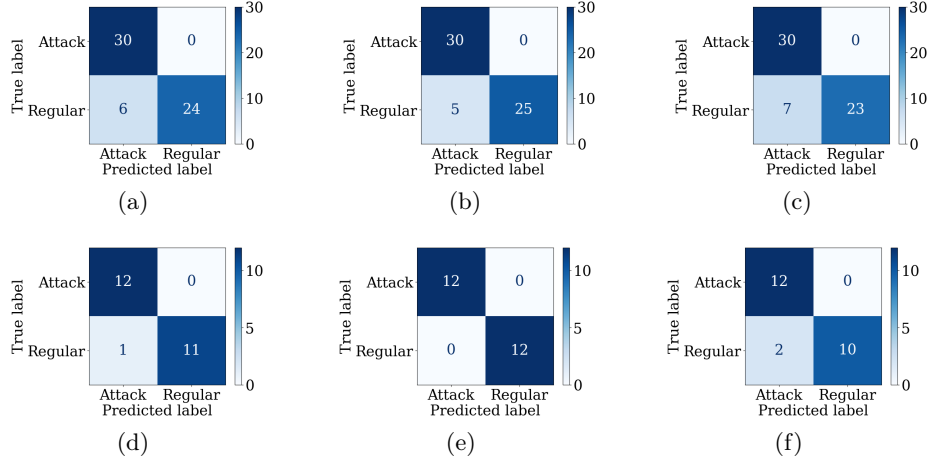 True label
Attack
30 0
Regular
6 24
Attack Regular
Predicted label
30
20
10
0
(a)
True label
Attack
30 0
Regular
5 25
Attack Regular
Predicted label
30
20
10
0
(b)
True label
Attack
30 0
Regular
7 23
Attack Regular
Predicted label
30
20
10
0
(c)
True label
Attack
12 0
Regular
1 11
Attack Regular
Predicted label
10
5
0
(d)
True label
Attack
12 0
Regular
0 12
Attack Regular
Predicted label
10
5
0
(e)
True label
Attack
12 0
Regular
2 10
Attack Regular
Predicted label
10
5
0
(f)